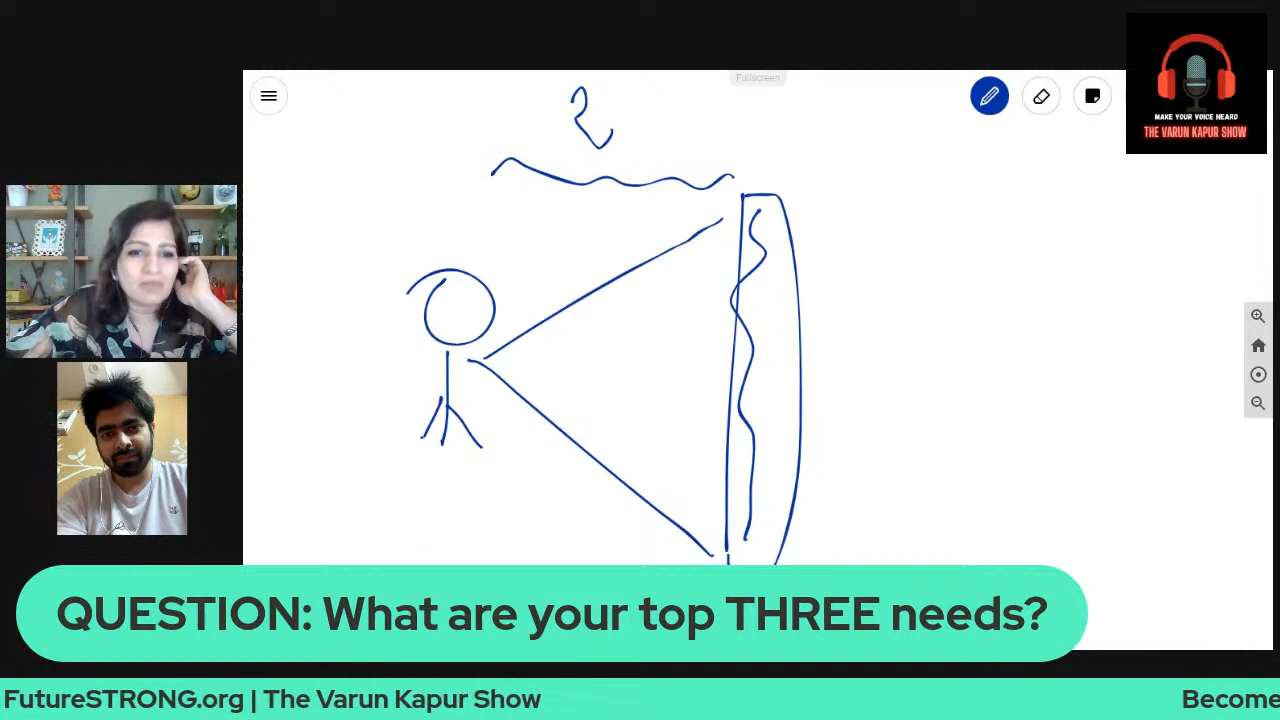 Fullscreen
MAKE YOUR VOICE HEARD
THE VARUN KAPUR SHOW
QUESTION: What are your top THREE needs?
FutureSTRONG.org | The Varun Kapur Show
Become